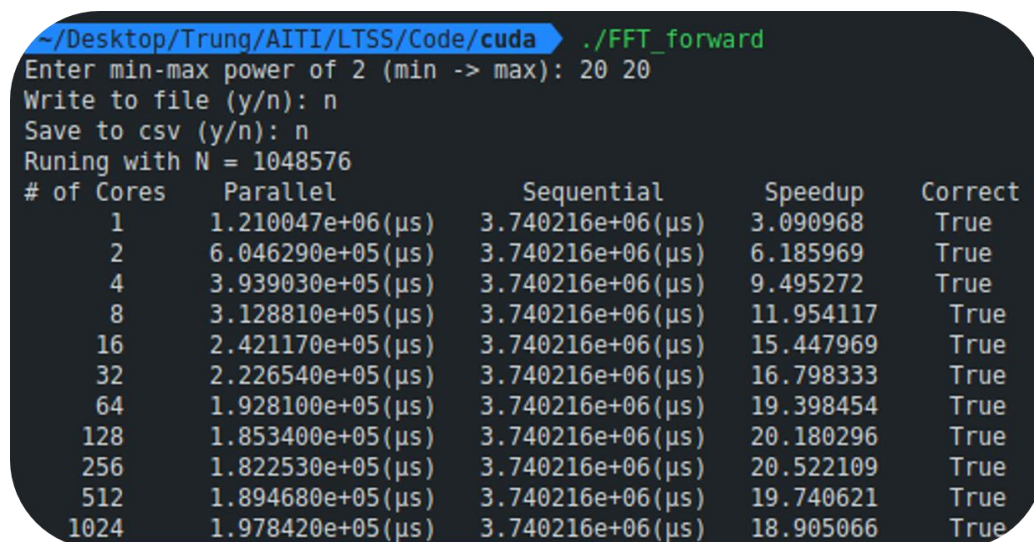 ~/Desktop/Trung/AITI/LTSS/Code/cuda ./FFT_forward
Enter min-max power of 2 (min -> max): 20 20
Write to file (y/n): n
Save to csv (y/n): n
Runing with N = 1048576
# of Cores Parallel Sequential Speedup Correct
1 1.210047e+06(µs) 3.740216e+06(µs) 3.090968 True
2 6.046290e+05(µs) 3.740216e+06(µs) 6.185969 True
4 3.939030e+05(µs) 3.740216e+06(µs) 9.495272 True
8 3.128810e+05(µs) 3.740216e+06(µs) 11.954117 True
16 2.421170e+05(µs) 3.740216e+06(µs) 15.447969 True
32 2.226540e+05(µs) 3.740216e+06(µs) 16.798333 True
64 1.928100e+05(µs) 3.740216e+06(µs) 19.398454 True
128 1.853400e+05(µs) 3.740216e+06(µs) 20.180296 True
256 1.822530e+05(µs) 3.740216e+06(µs) 20.522109 True
512 1.894680e+05(µs) 3.740216e+06(µs) 19.740621 True
1024 1.978420e+05(µs) 3.740216e+06(µs) 18.905066 True